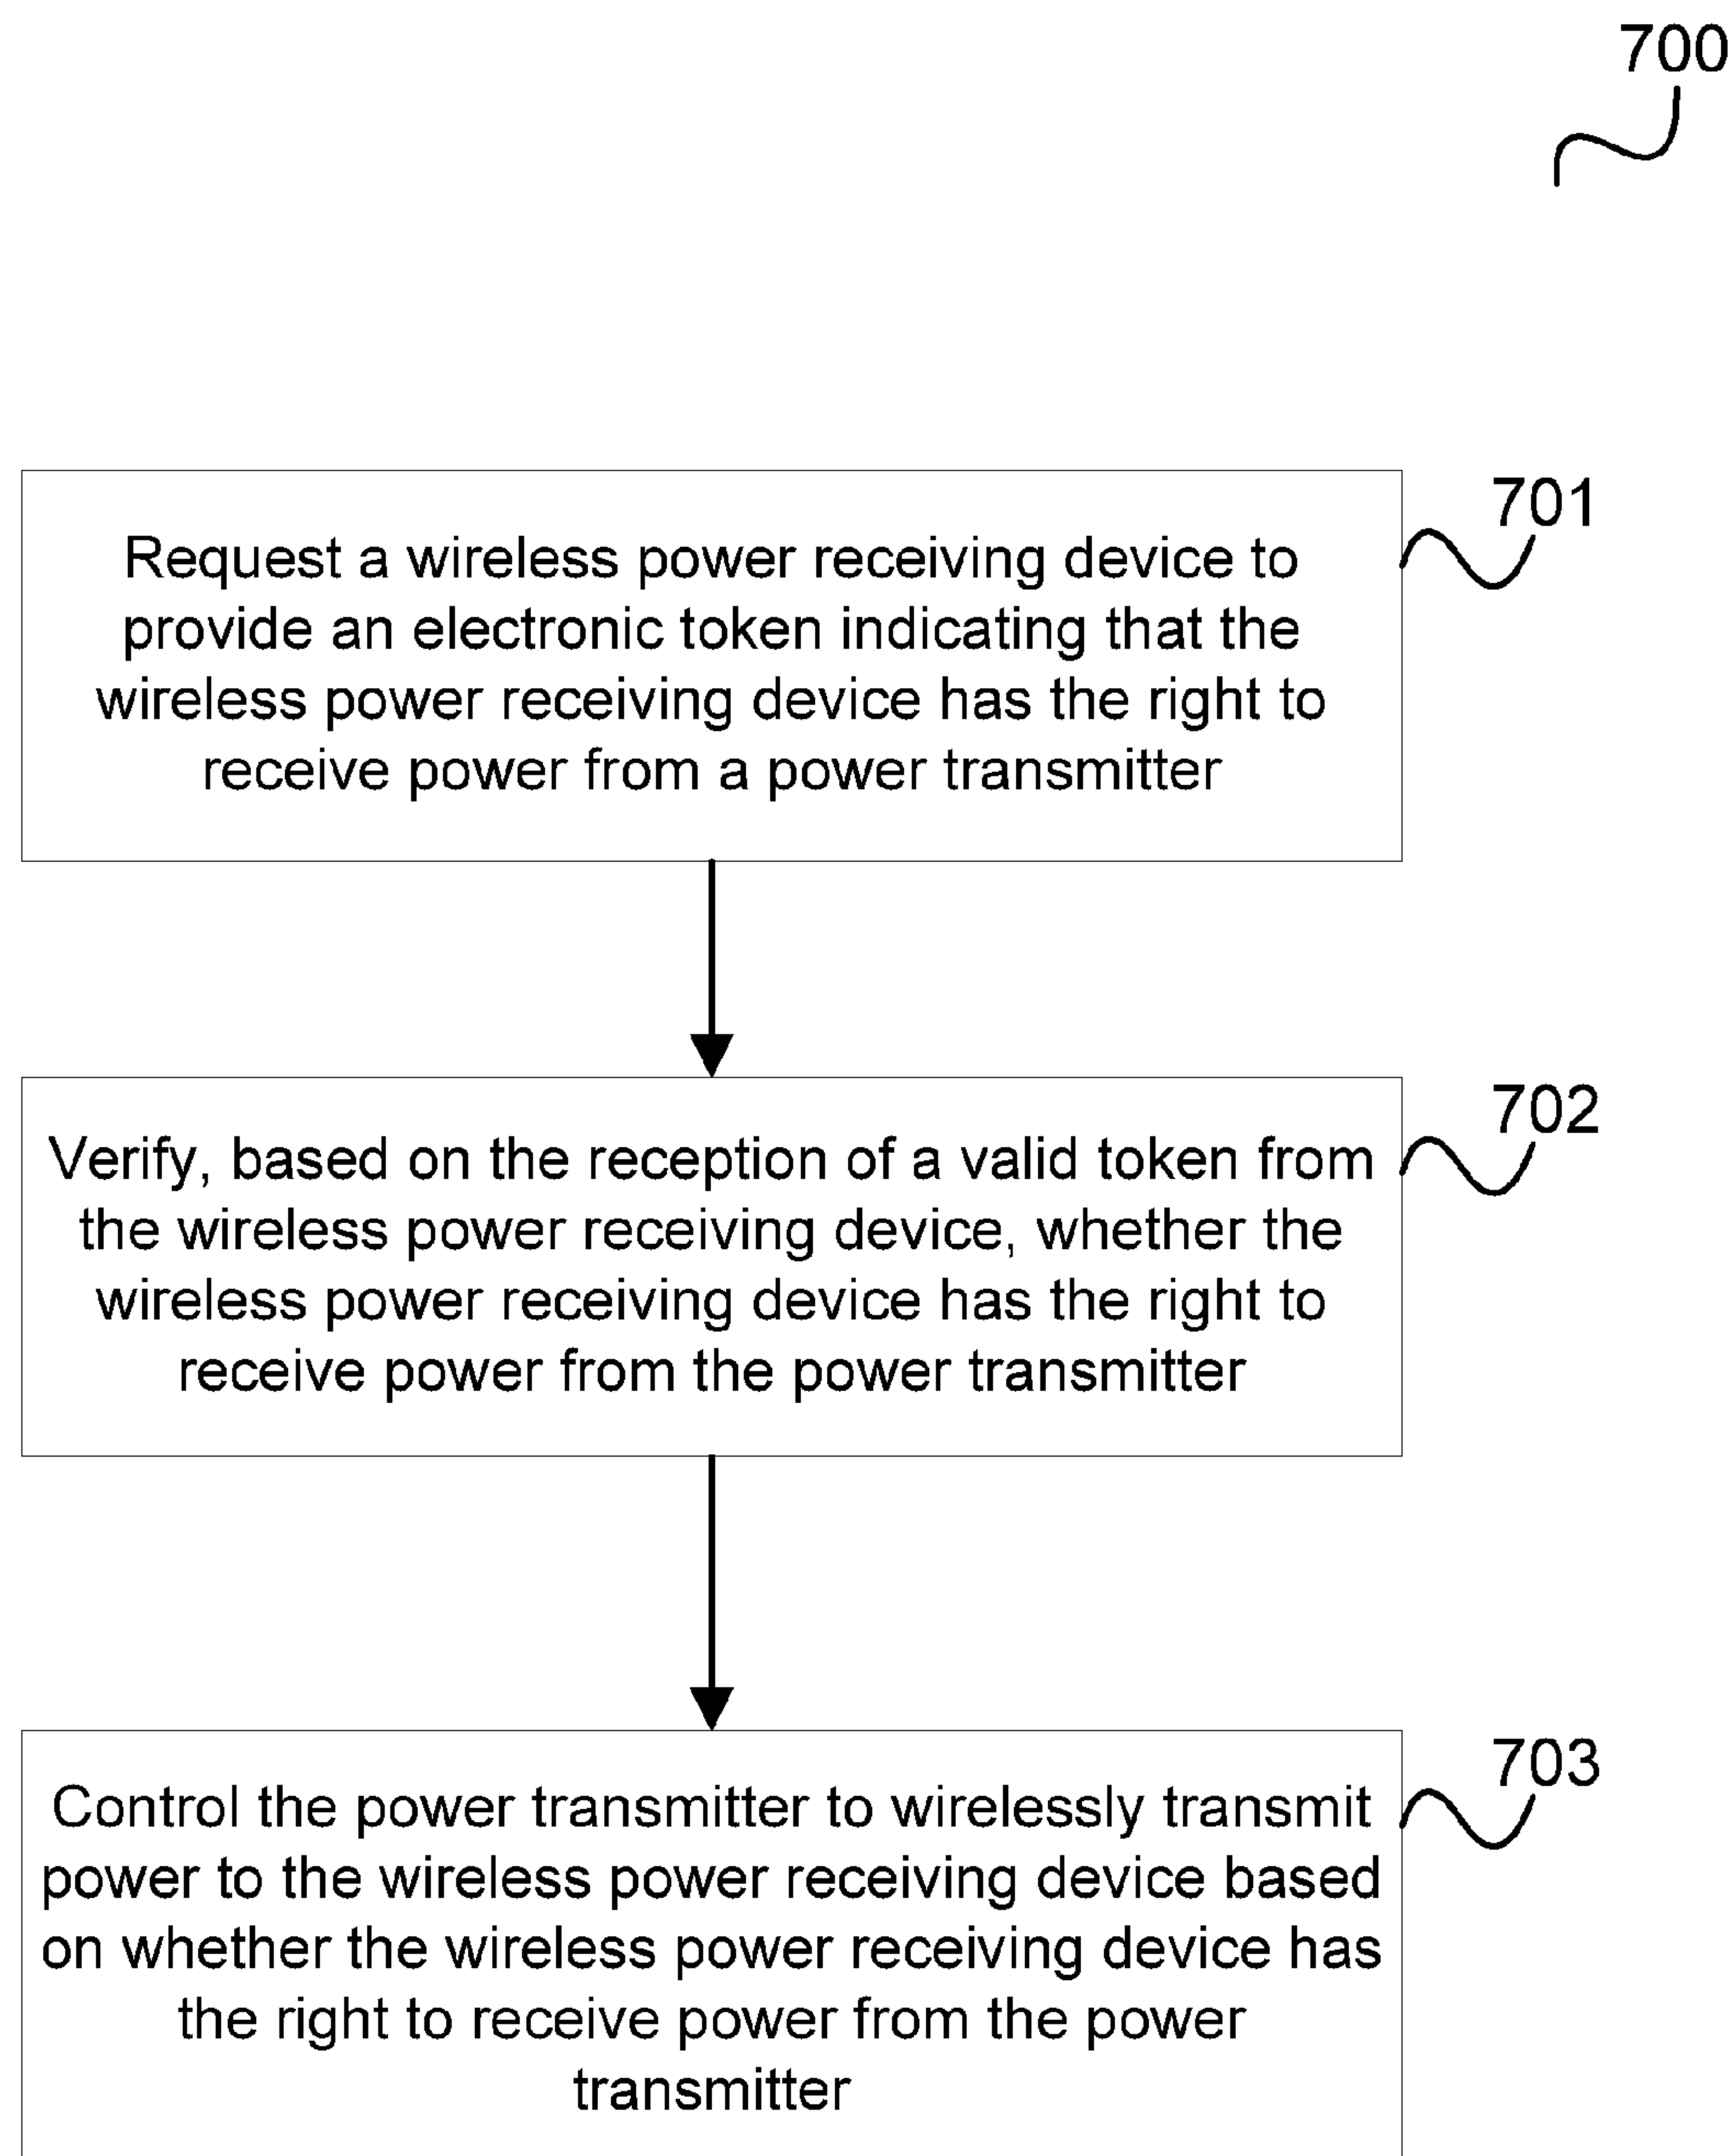 700
701
Request a wireless power receiving device to
provide an electronic token indicating that the
wireless power receiving device has the right to
receive power from a power transmitter
702
Verify, based on the reception of a valid token from
the wireless power receiving device, whether the
wireless power receiving device has the right to
receive power from the power transmitter
703
Control the power transmitter to wirelessly transmit
power to the wireless power receiving device based
on whether the wireless power receiving device has
the right to receive power from the power
transmitter